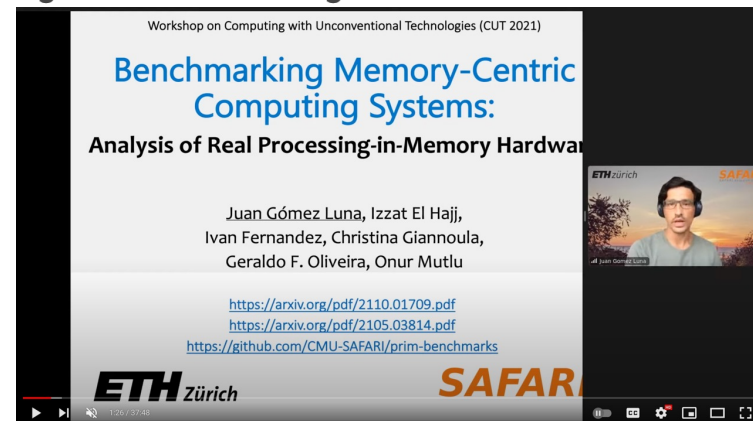 Workshop on Computing with Unconventional Technologies (CUT 2021)
Benchmarking Memory-Centric
Computing Systems:
Analysis of Real Processing-in-Memory Hardwar
Juan Gómez Luna, Izzat El Hajj,
Ivan Fernandez, Christina Giannoula,
Geraldo F. Oliveira, Onur Mutlu
https://arxiv.org/pdf/2110.01709.pdf
https://arxiv.org/pdf/2105.03814.pdf
https://github.com/CMU-SAFARI/prim-benchmarks
ETH zürich
SAFARI
ETH zürich
SAFAR
Juan Gomez Luna
1:26 / 37:48
CC